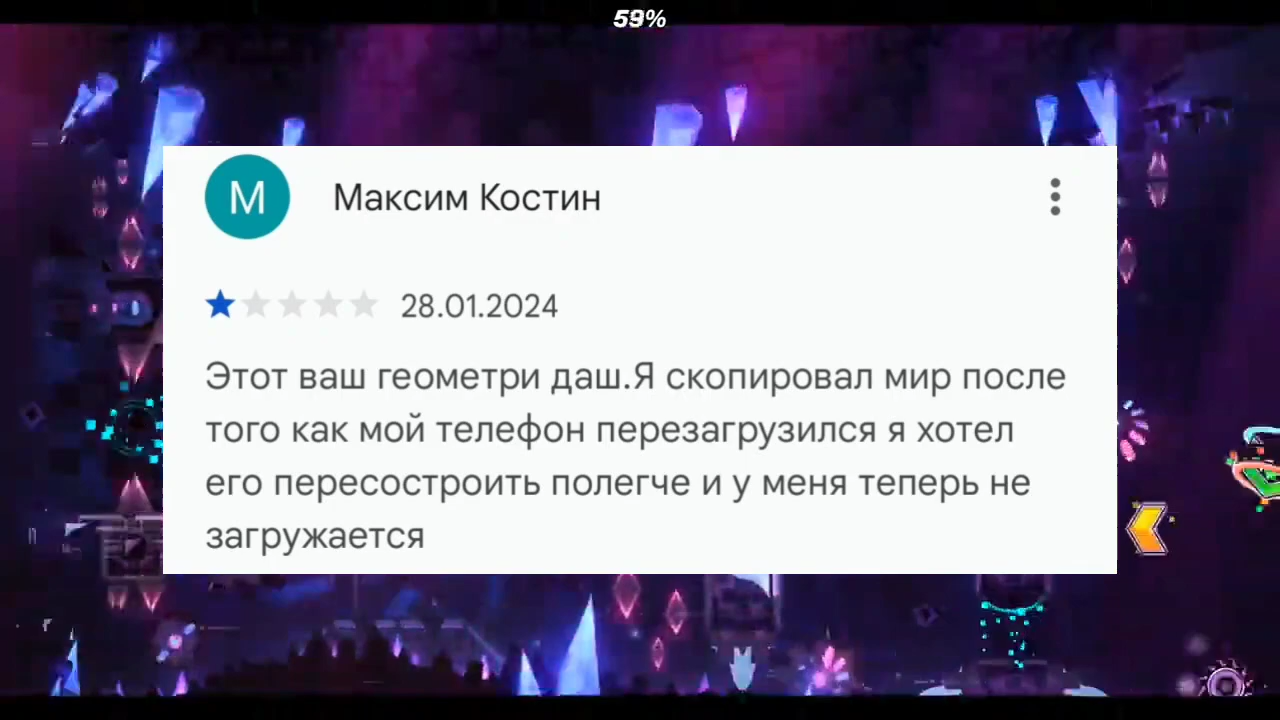 59%
М
Максим Костин
28.01.2024
Этот ваш геометри даш.Я скопировал мир после
того как мой телефон перезагрузился я хотел
его пересостроить полегче и у меня теперь не
загружается